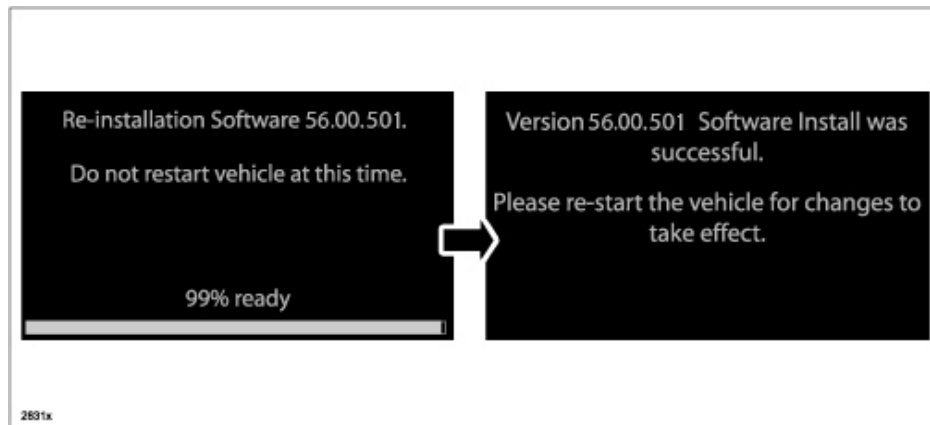 Re-installation Software 56.00.501.
Do not restart vehicle at this time.
99% ready
Version 56.00.501 Software Install was
successful.
Please re-start the vehicle for changes to
take effect.
2831x